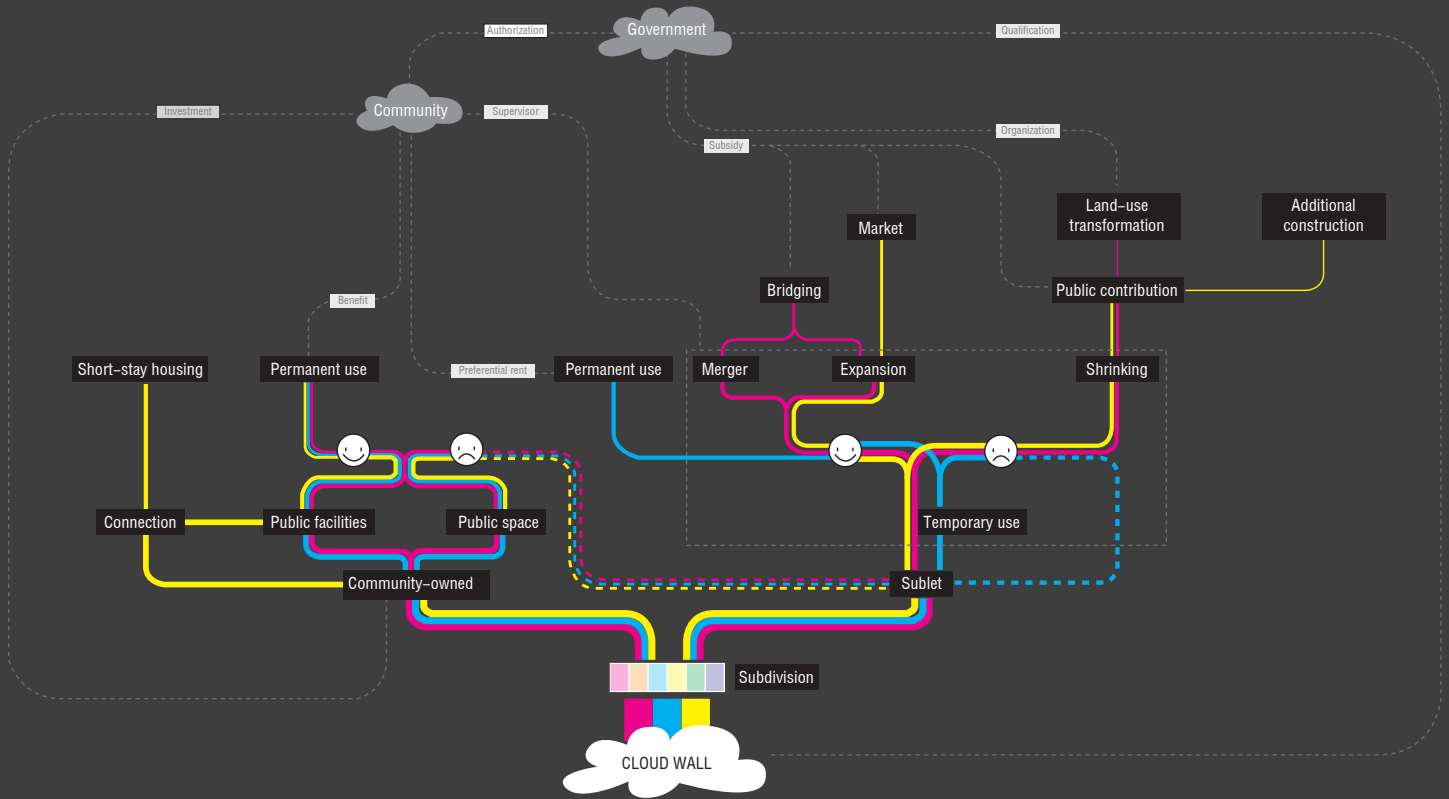 Authorization
Government
Qualification
Investment
Community
Supervisor
Organization
Subsidy
Land–use
transformation
Additional
construction
Market
Bridging
Public contribution
Benefit
Short–stay housing
Permanent use
Preferential rent
Permanent use
Merger
Expansion
Shrinking
Connection
Public facilities
Public space
Temporary use
Community–owned
Sublet
Subdivision
CLOUD WALL